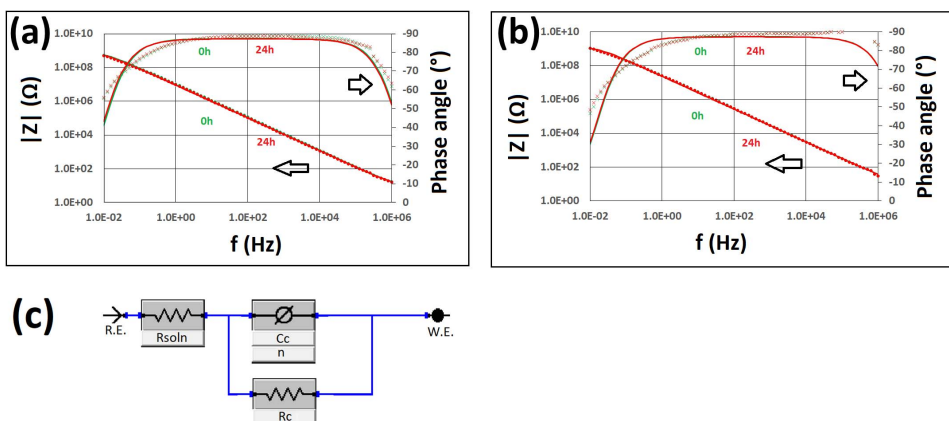 (a)
|Z| (Ω)
1.0E+10
1.0E+08
1.0E+06
1.0E+04
1.0E+02
1.0E+00
0h
24h
0h
24h
-90
-80
-70
-60
-50
-40
-30
-20
-10
0
Phase angle (°)
1.0E-02
1.0E+00
1.0E+02
1.0E+04
1.0E+06
f (Hz)
(b)
|Z| (Ω)
1.0E+10
1.0E+08
1.0E+06
1.0E+04
1.0E+02
1.0E+00
0h
24h
0h
24h
-90
-80
-70
-60
-50
-40
-30
-20
-10
0
Phase angle (°)
1.0E-02
1.0E+00
1.0E+02
1.0E+04
1.0E+06
f (Hz)
(c)
R.E.
Rsoln
Cc
n
Rc
W.E.